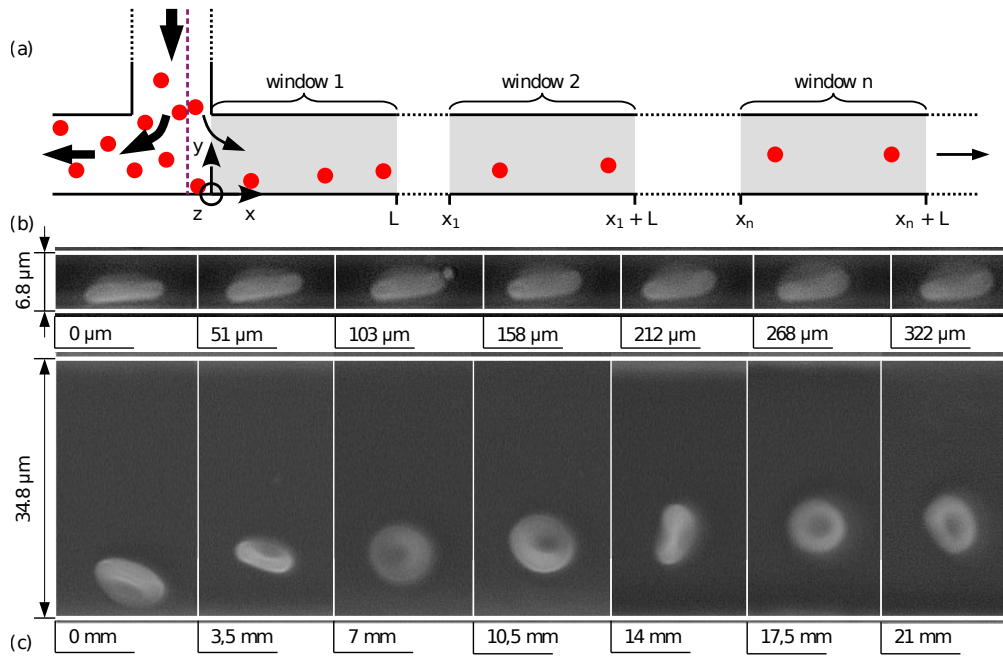 (a)
window 1
window 2
window n
y
z
x
L
x₁
x₁ + L
xₙ
xₙ + L
(b)
6.8 µm
0 µm
51 µm
103 µm
158 µm
212 µm
268 µm
322 µm
34.8 µm
0 mm
3,5 mm
7 mm
10,5 mm
14 mm
17,5 mm
21 mm
(c)